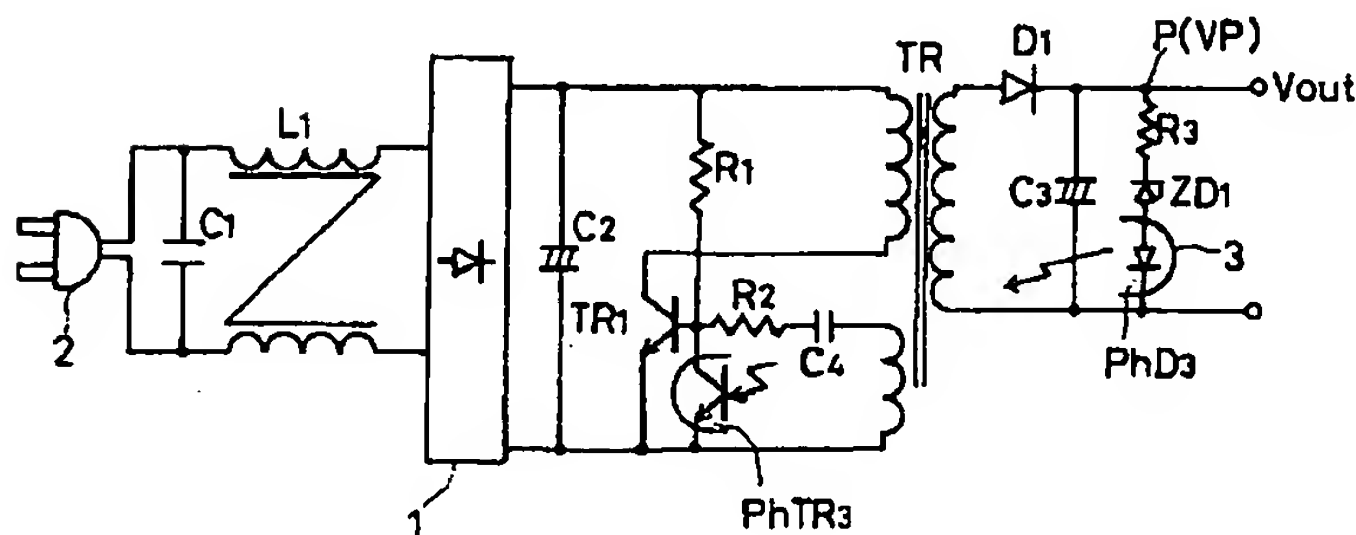 D1
P(VP)
TR
Vout
L1
R3
R1
C1
C2
C3
ZD1
3
R2
TR1
2
C4
PhD3
1
PhTR3